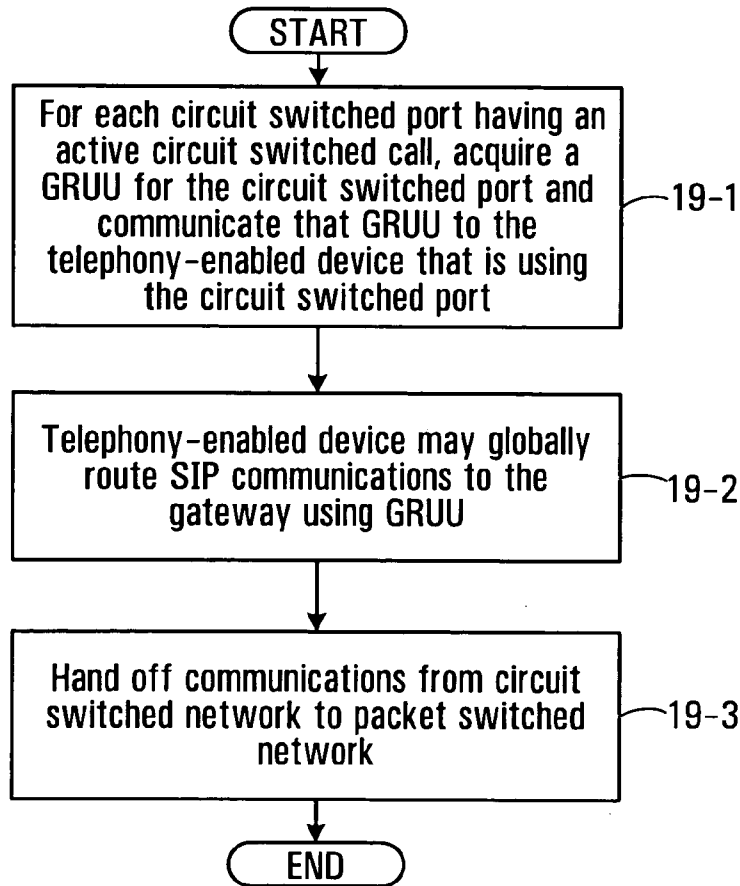 START
For each circuit switched port having an
active circuit switched call, acquire a
GRUU for the circuit switched port and
communicate that GRUU to the
telephony-enabled device that is using
the circuit switched port
19-1
Telephony-enabled device may globally
route SIP communications to the
gateway using GRUU
19-2
Hand off communications from circuit
switched network to packet switched
network
19-3
END